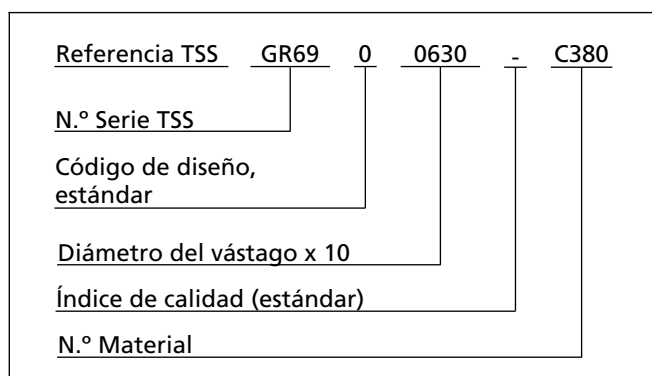 Referencia TSS GR69 0 0630 - C380
N.º Serie TSS
Código de diseño,
estándar
Diámetro del vástago x 10
Índice de calidad (estándar)
N.º Material